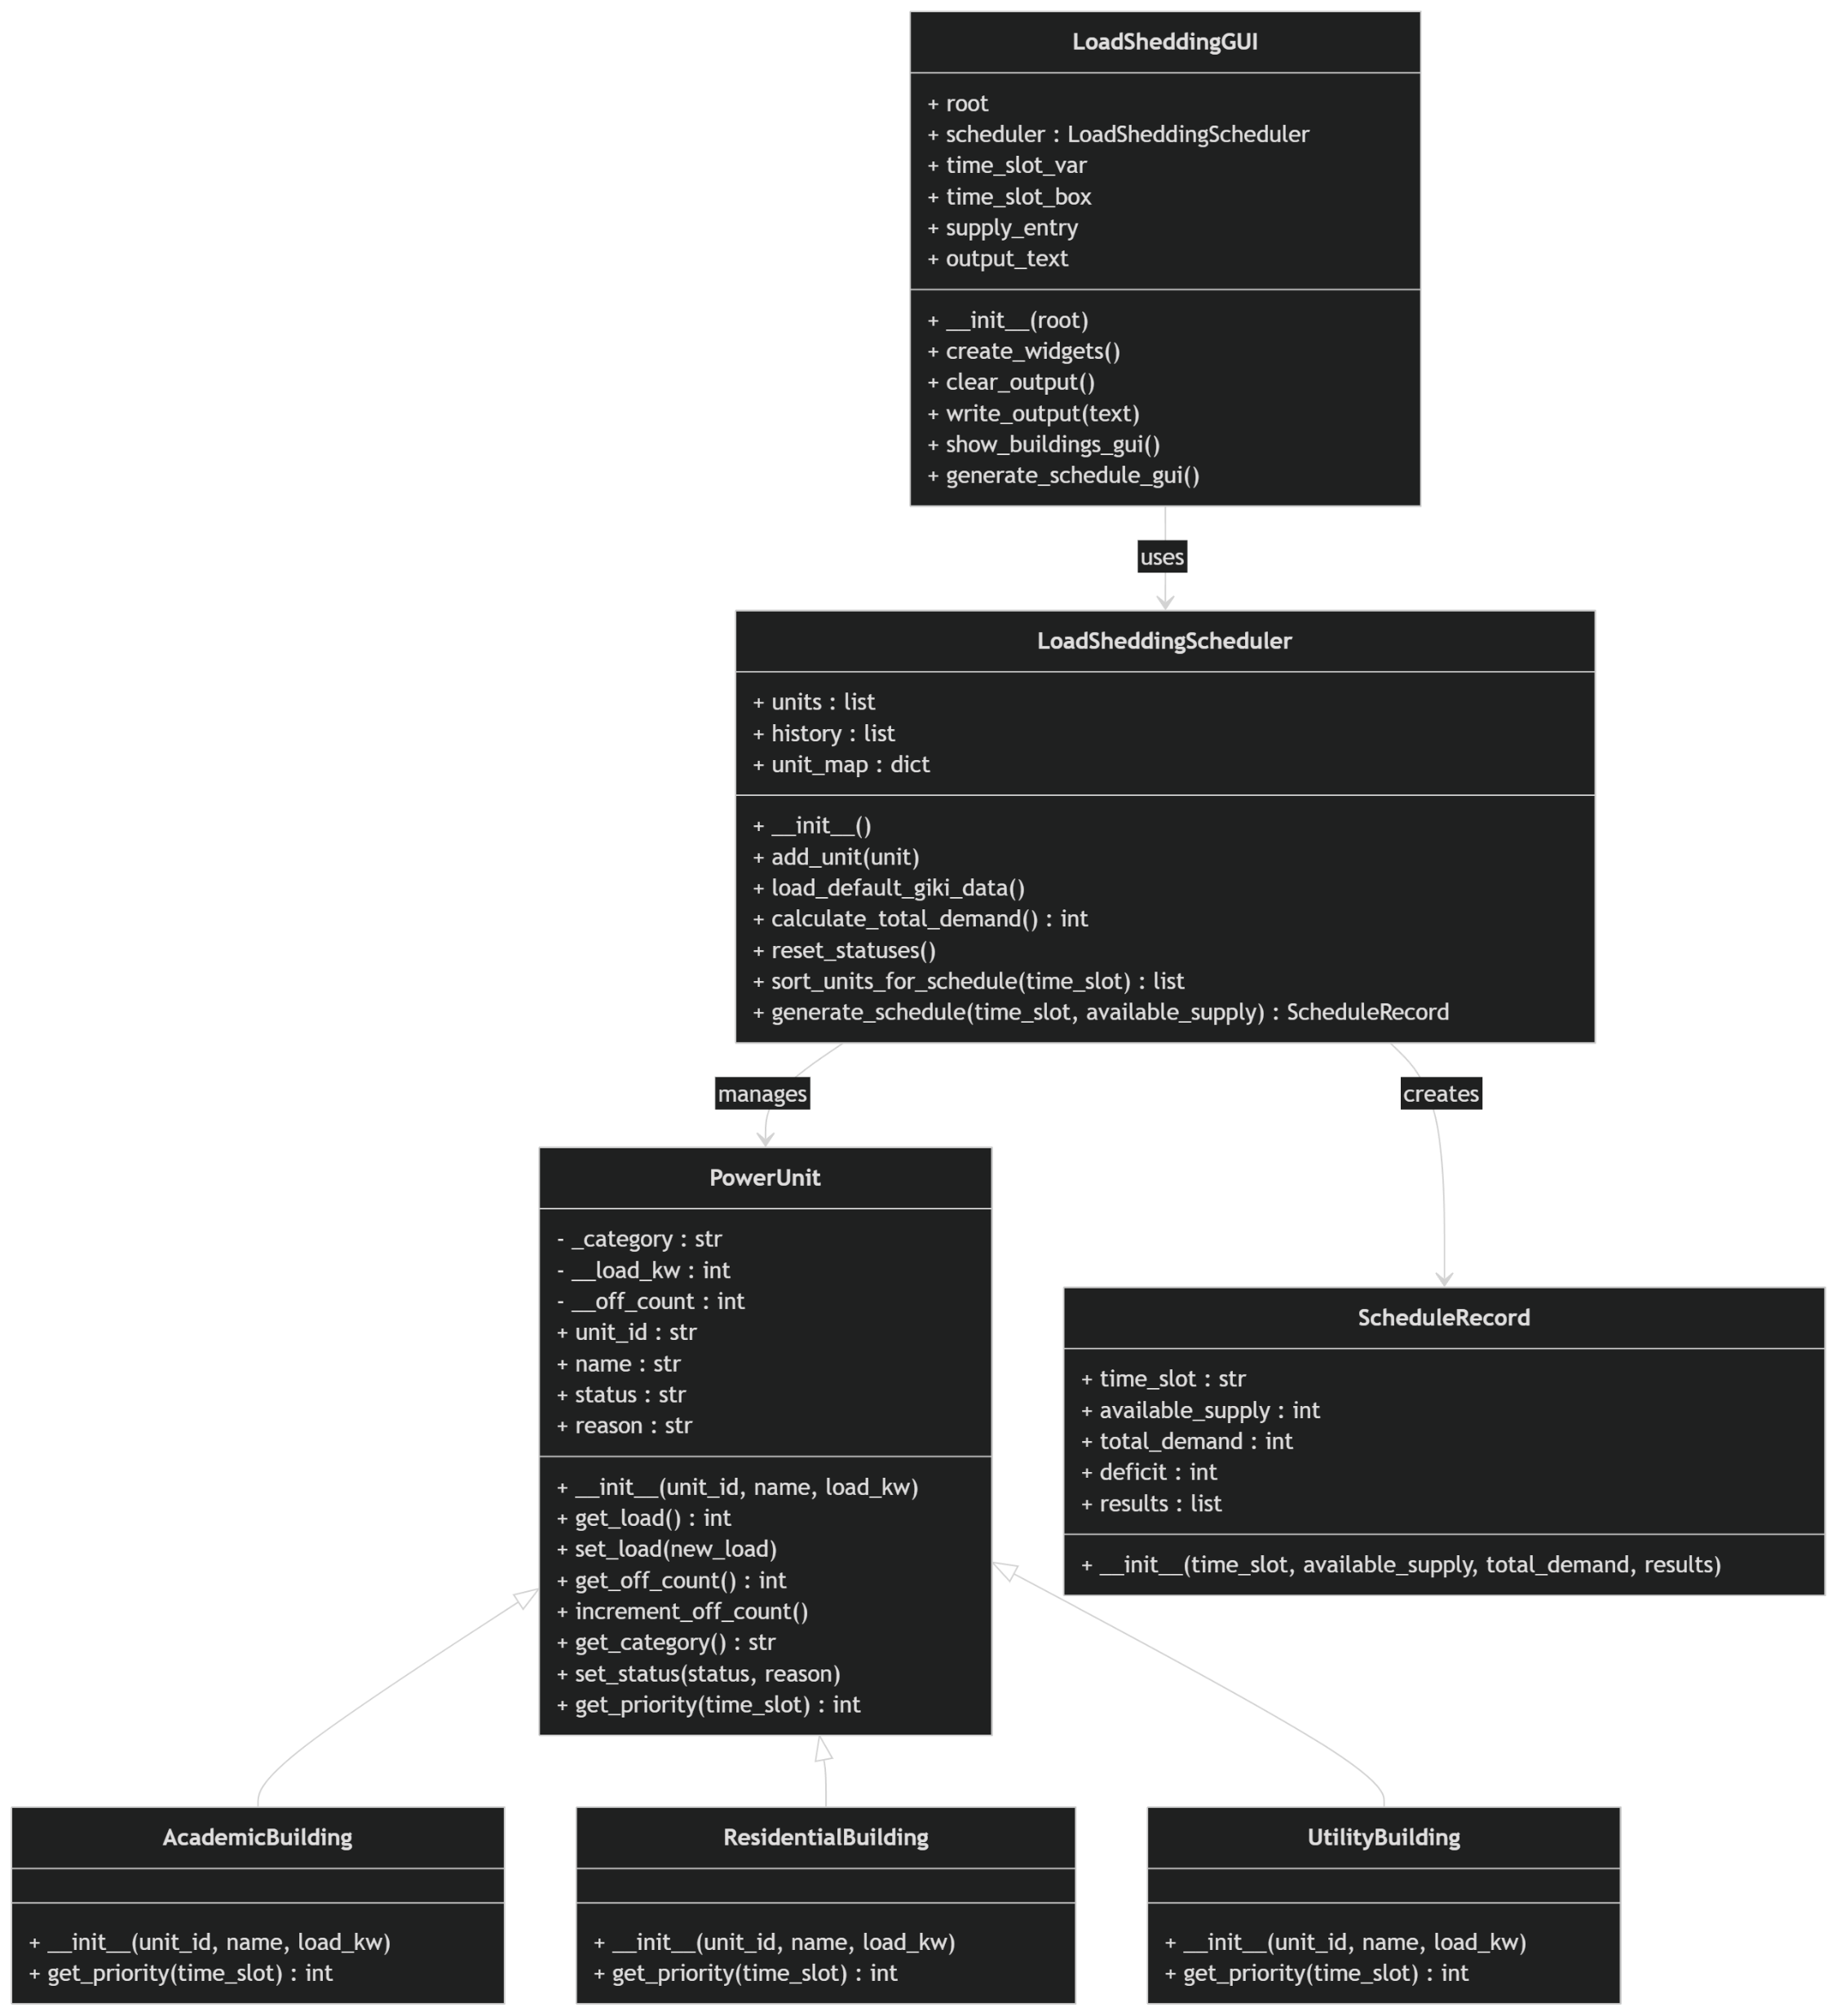 LoadSheddingGUI
+ root
+ scheduler : LoadSheddingScheduler
+ time_slot_var
+ time_slot_box
+ supply_entry
+ output_text
+ __init__(root)
+ create_widgets()
+ clear_output()
+ write_output(text)
+ show_buildings_gui()
+ generate_schedule_gui()
uses
LoadSheddingScheduler
+ units : list
+ history : list
+ unit_map : dict
+ __init__()
+ add_unit(unit)
+ load_default_giki_data()
+ calculate_total_demand() : int
+ reset_statuses()
+ sort_units_for_schedule(time_slot) : list
+ generate_schedule(time_slot, available_supply) : ScheduleRecord
manages
creates
PowerUnit
- _category : str
- __load_kw : int
- __off_count : int
+ unit_id : str
+ name : str
+ status : str
+ reason : str
+ __init__(unit_id, name, load_kw)
+ get_load() : int
+ set_load(new_load)
+ get_off_count() : int
+ increment_off_count()
+ get_category() : str
+ set_status(status, reason)
+ get_priority(time_slot) : int
ScheduleRecord
+ time_slot : str
+ available_supply : int
+ total_demand : int
+ deficit : int
+ results : list
+ __init__(time_slot, available_supply, total_demand, results)
AcademicBuilding
+ __init__(unit_id, name, load_kw)
+ get_priority(time_slot) : int
ResidentialBuilding
+ __init__(unit_id, name, load_kw)
+ get_priority(time_slot) : int
UtilityBuilding
+ __init__(unit_id, name, load_kw)
+ get_priority(time_slot) : int